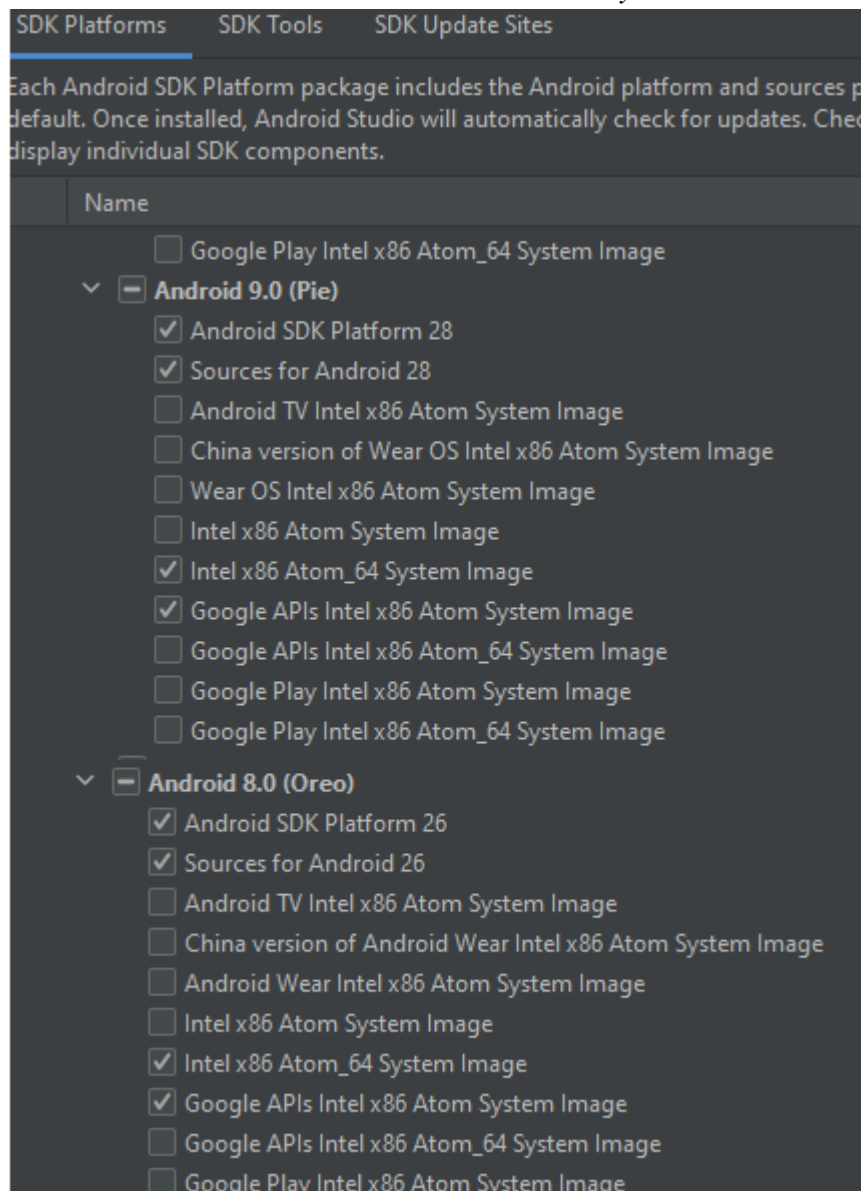 SDK Platforms SDK Tools SDK Update Sites
Each Android SDK Platform package includes the Android platform and sources p
default. Once installed, Android Studio will automatically check for updates. Chec
display individual SDK components.
Name
Google Play Intel x86 Atom_64 System Image
Android 9.0 (Pie)
Android SDK Platform 28
Sources for Android 28
Android TV Intel x86 Atom System Image
China version of Wear OS Intel x86 Atom System Image
Wear OS Intel x86 Atom System Image
Intel x86 Atom System Image
Intel x86 Atom_64 System Image
Google APIs Intel x86 Atom System Image
Google APIs Intel x86 Atom_64 System Image
Google Play Intel x86 Atom System Image
Google Play Intel x86 Atom_64 System Image
Android 8.0 (Oreo)
Android SDK Platform 26
Sources for Android 26
Android TV Intel x86 Atom System Image
China version of Android Wear Intel x86 Atom System Image
Android Wear Intel x86 Atom System Image
Intel x86 Atom System Image
Intel x86 Atom_64 System Image
Google APIs Intel x86 Atom System Image
Google APIs Intel x86 Atom_64 System Image
Google Play Intel x86 Atom System Image